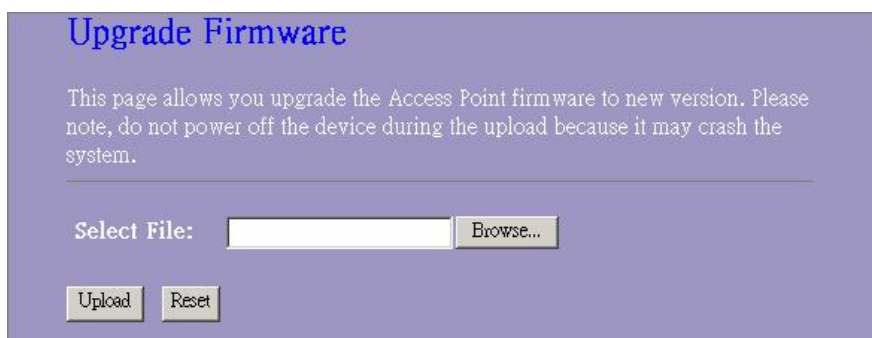 Upgrade Firmware
This page allows you upgrade the Access Point firmware to new version. Please
note, do not power off the device during the upload because it may crash the
system.
Select File:
Browse...
Upload
Reset